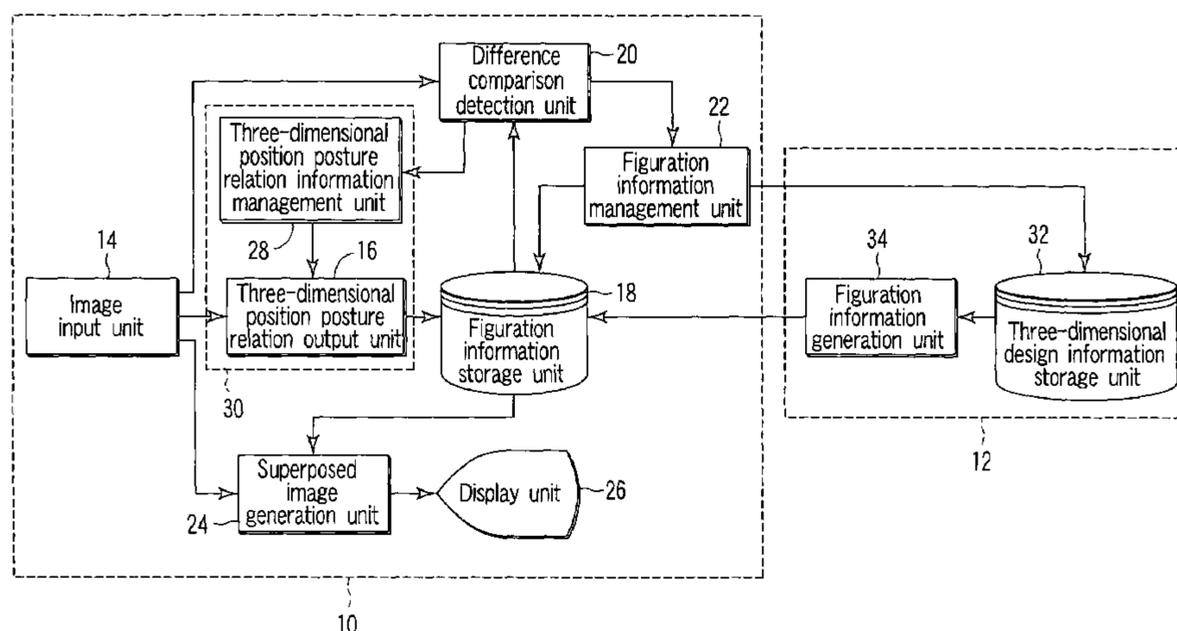 Difference
comparison
detection unit
20
Three-dimensional
position posture
relation information
management unit
28
22
Figuration
information
management unit
14
Image
input unit
16
Three-dimensional
position posture
relation output unit
30
18
Figuration
information
storage unit
34
Figuration
information
generation unit
32
Three-dimensional
design information
storage unit
12
Superposed
image
generation unit
24
Display unit
26
10